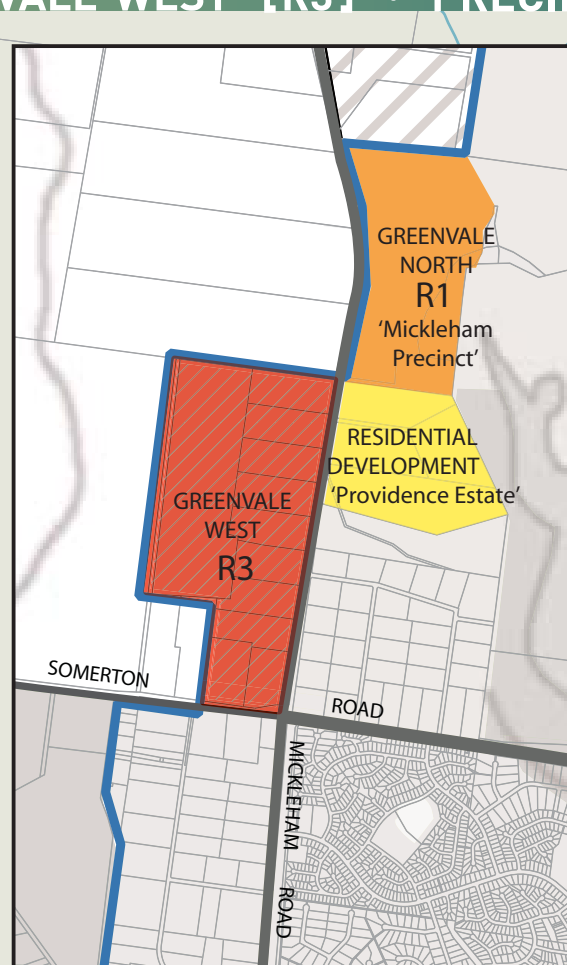 GREENVALE
NORTH
R1
'Mickleham
Precinct'
RESIDENTIAL
DEVELOPMENT
'Providence Estate'
GREENVALE
WEST
R3
SOMERTON
ROAD
MICKLEHAM
ROAD